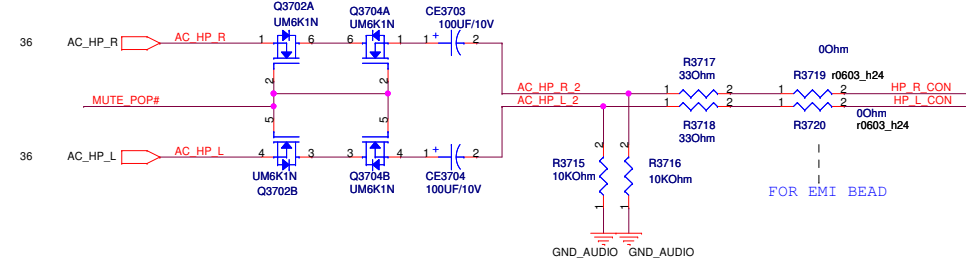 Q3702A
UM6K1N
Q3704A
UM6K1N
CE3703
100UF/10V
36
AC_HP_R
AC_HP_R
1
6
6
1
1
+
2
2
2
MUTE_POP#
5
5
36
AC_HP_L
AC_HP_L
4
3
3
4
1
+
2
UM6K1N
Q3702B
Q3704B
UM6K1N
CE3704
100UF/10V
AC_HP_R_2
AC_HP_L_2
R3717
33Ohm
1
2
1
2
R3718
33Ohm
0Ohm
R3719
r0603_h24
1
2
1
2
HP_R_CON
HP_L_CON
0Ohm
R3720
r0603_h24
2
2
R3715
10KOhm
R3716
10KOhm
1
1
GND_AUDIO
GND_AUDIO
FOR EMI BEAD